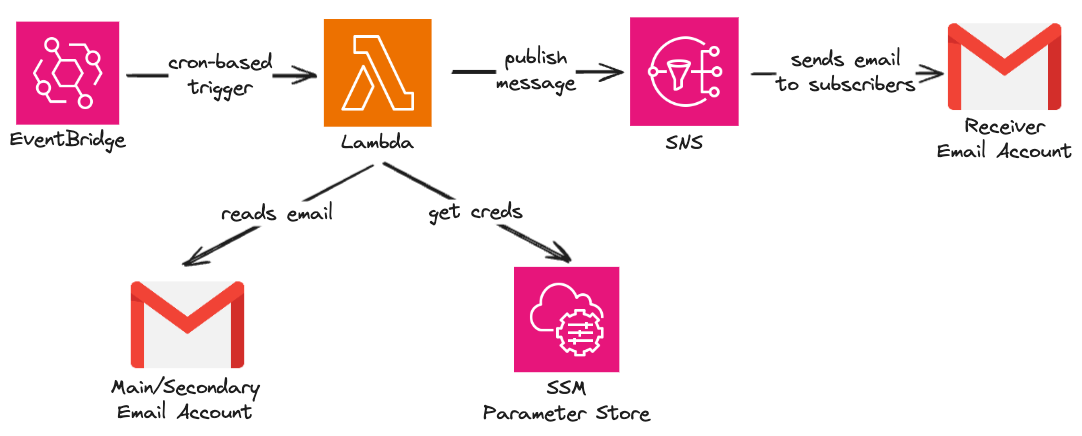 cron-based
trigger
publish
message
sends email
to subscribers
EventBridge
Lambda
SNS
Receiver
Email Account
reads email
get creds
Main/Secondary
Email Account
SSM
Parameter Store